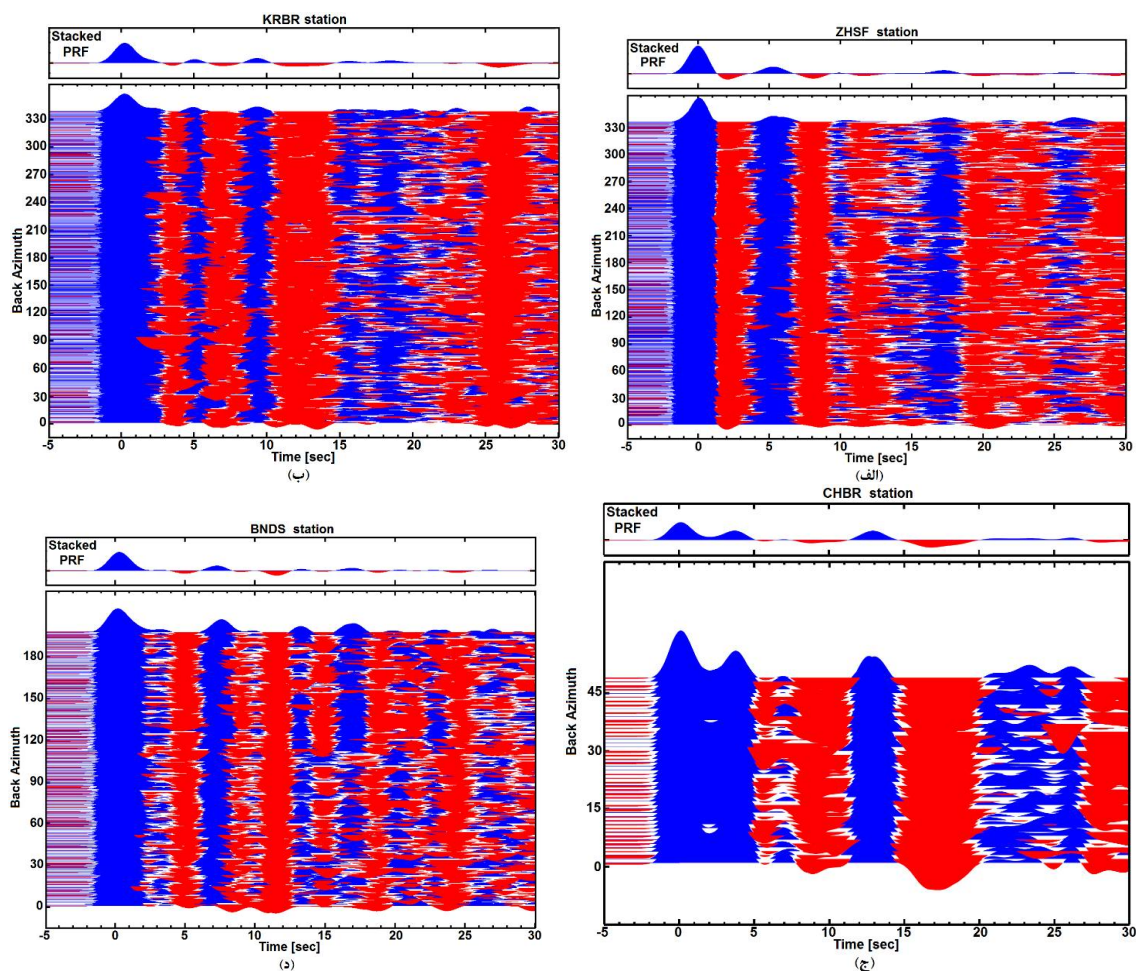 KRBR station
Stacked
PRF
Back Azimuth
330
300
270
240
210
180
150
120
90
60
30
0
-5 0 5 10 15 20 25 30
Time [sec]
(ب)
ZHSF station
Stacked
PRF
Back Azimuth
330
300
270
240
210
180
150
120
90
60
30
0
-5 0 5 10 15 20 25 30
Time [sec]
(الف)
BNDS station
Stacked
PRF
Back Azimuth
180
150
120
90
60
30
0
-5 0 5 10 15 20 25 30
Time [sec]
(د)
CHBR station
Stacked
PRF
Back Azimuth
45
30
15
0
-5 0 5 10 15 20 25 30
Time [sec]
(ج)